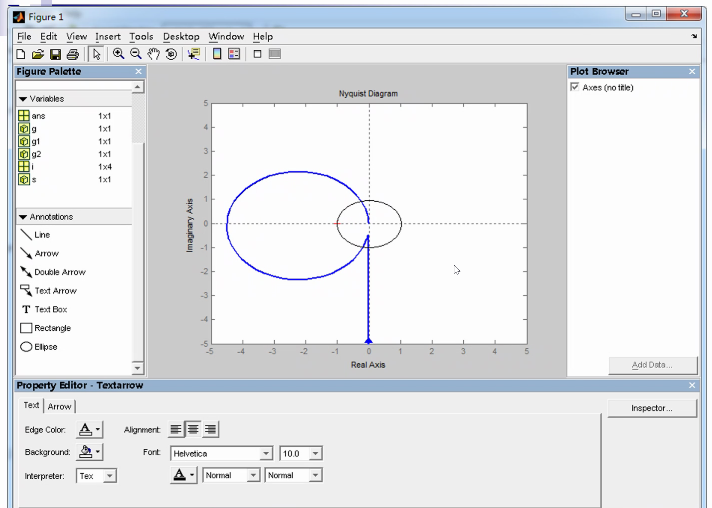 Figure 1
File Edit View Insert Tools Desktop Window Help
Figure Palette
Variables
ans 1x1
g 1x1
g1 1x1
g2 1x1
i 1x4
s 1x1
Annotations
Line
Arrow
Double Arrow
Text Arrow
T Text Box
Rectangle
Ellipse
Nyquist Diagram
5
4
3
2
1
0
-1
-2
-3
-4
-5
Imaginary Axis
-5 -4 -3 -2 -1 0 1 2 3 4 5
Real Axis
Plot Browser
Axes (no title)
Add Data...
Property Editor - Textarrow
Text Arrow
Inspector...
Edge Color: A Alignment:
Background: Font: Helvetica 10.0
Interpreter: Tex A Normal Normal